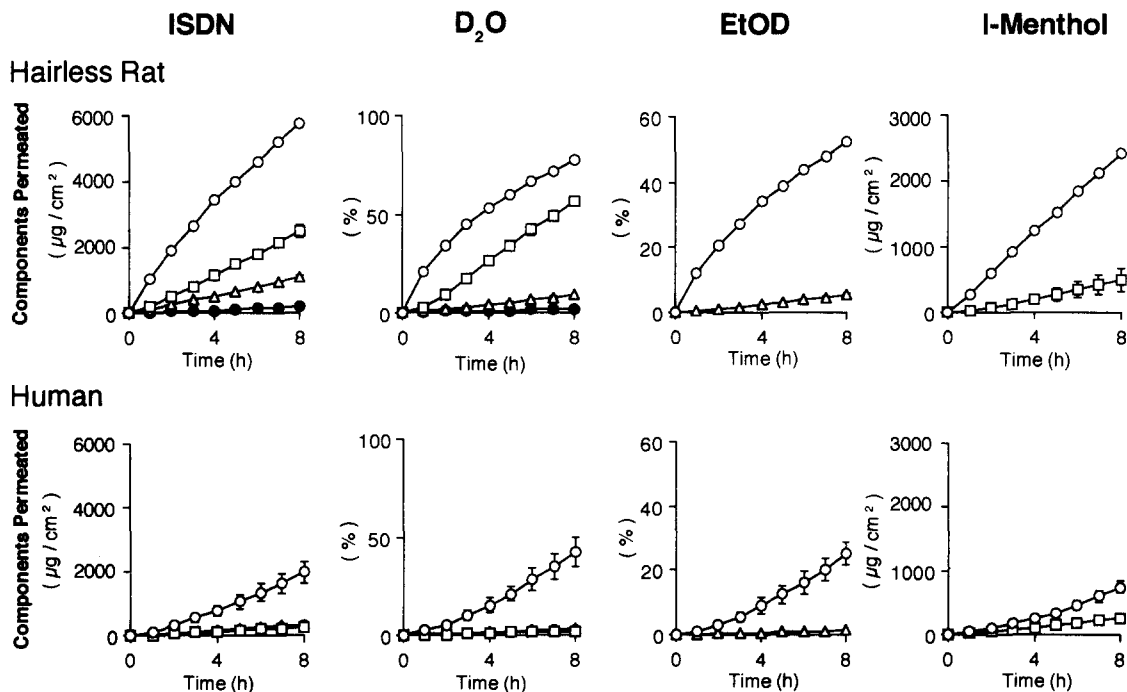 ISDN D₂O EtOD l-Menthol
Hairless Rat
Components Permeated
( µg / cm² )
6000
4000
2000
0
0 4 8
Time (h)
( % )
100
50
0
0 4 8
Time (h)
( % )
60
40
20
0
0 4 8
Time (h)
( µg / cm² )
3000
2000
1000
0
0 4 8
Time (h)
Human
Components Permeated
( µg / cm² )
6000
4000
2000
0
0 4 8
Time (h)
( % )
100
50
0
0 4 8
Time (h)
( % )
60
40
20
0
0 4 8
Time (h)
( µg / cm² )
3000
2000
1000
0
0 4 8
Time (h)